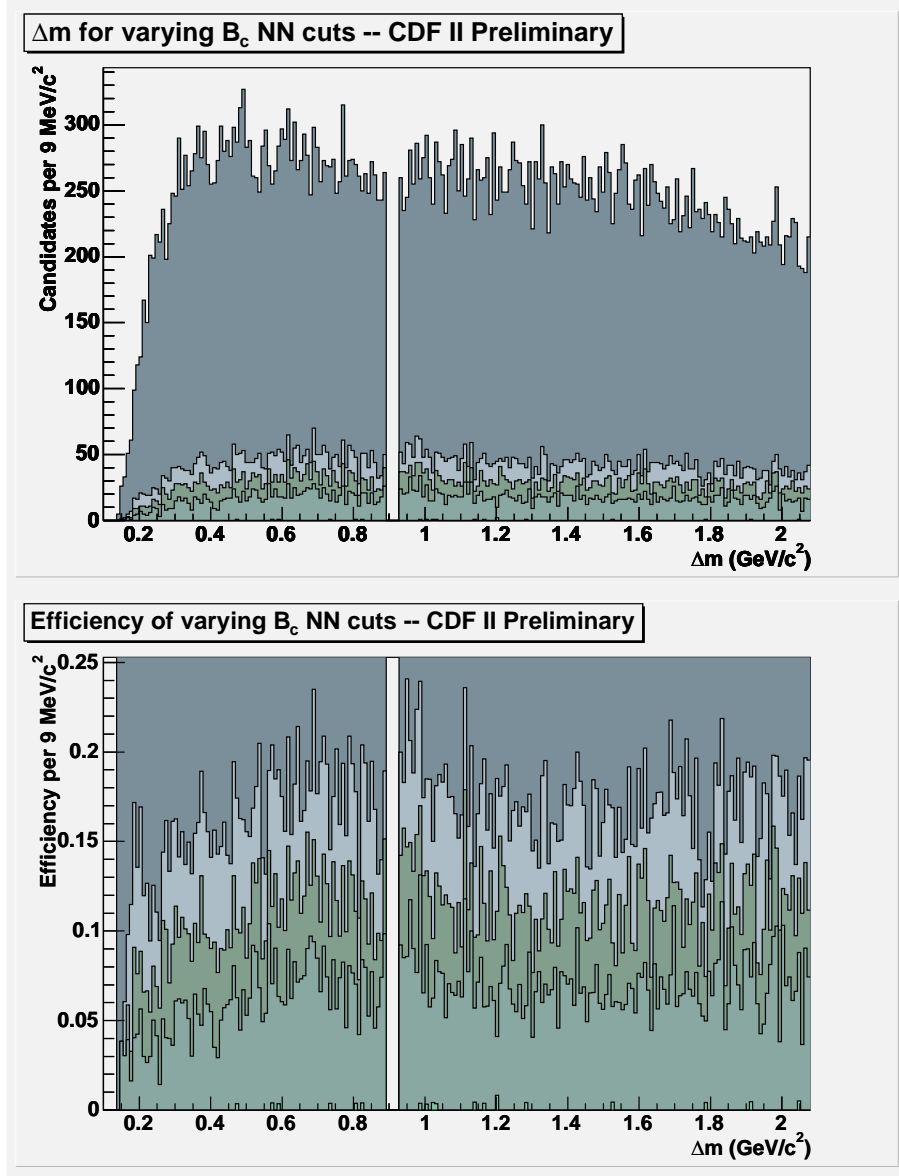 Δm for varying B_c NN cuts -- CDF II Preliminary
Candidates per 9 MeV/c²
300
250
200
150
100
50
0
0.2 0.4 0.6 0.8 1 1.2 1.4 1.6 1.8 2
Δm (GeV/c²)
Efficiency of varying B_c NN cuts -- CDF II Preliminary
Efficiency per 9 MeV/c²
0.25
0.2
0.15
0.1
0.05
0
0.2 0.4 0.6 0.8 1 1.2 1.4 1.6 1.8 2
Δm (GeV/c²)